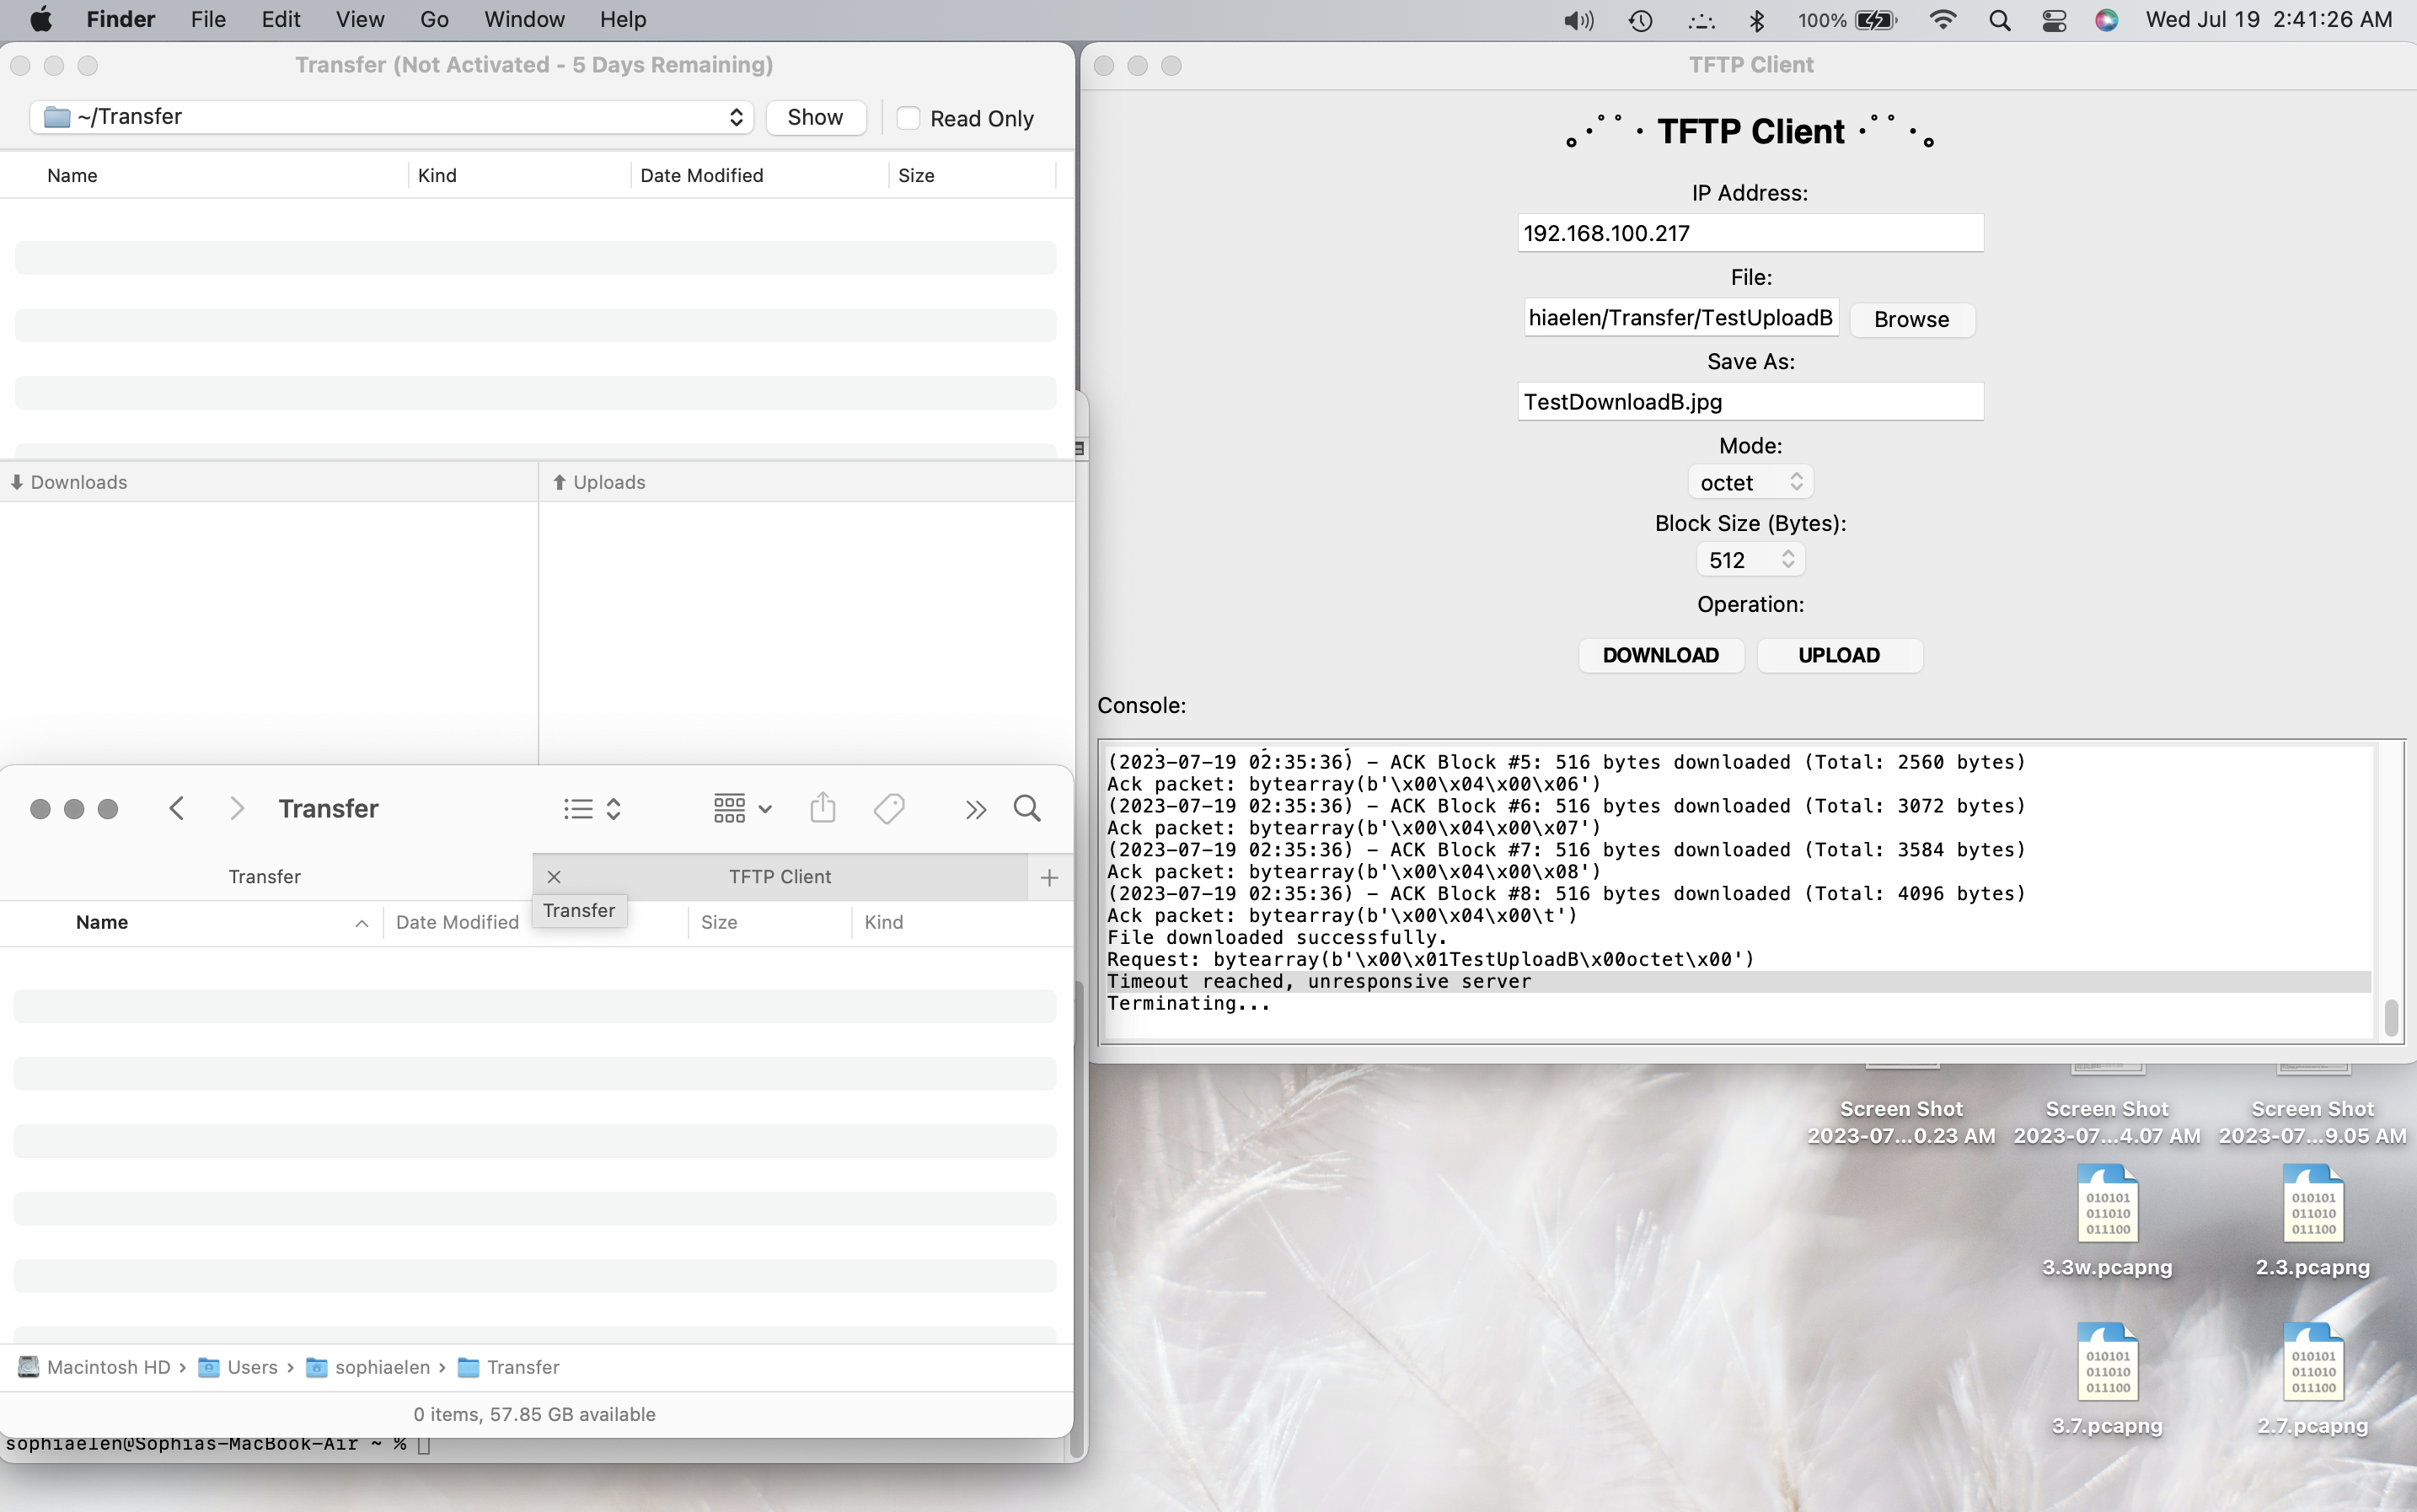 Finder File Edit View Go Window Help 100% Wed Jul 19 2:41:26 AM
Transfer (Not Activated - 5 Days Remaining)
~/Transfer Show Read Only
Name Kind Date Modified Size
Downloads Uploads
Transfer
Transfer TFTP Client
Transfer
Name Date Modified Size Kind
Macintosh HD › Users › sophiaelen › Transfer
0 items, 57.85 GB available
sophiaelen@Sophias-MacBook-Air ~ %
TFTP Client
TFTP Client
IP Address:
192.168.100.217
File:
hiaelen/Transfer/TestUploadB Browse
Save As:
TestDownloadB.jpg
Mode:
octet
Block Size (Bytes):
512
Operation:
DOWNLOAD UPLOAD
Console:
(2023-07-19 02:35:36) - ACK Block #5: 516 bytes downloaded (Total: 2560 bytes)
Ack packet: bytearray(b'\x00\x04\x00\x06')
(2023-07-19 02:35:36) - ACK Block #6: 516 bytes downloaded (Total: 3072 bytes)
Ack packet: bytearray(b'\x00\x04\x00\x07')
(2023-07-19 02:35:36) - ACK Block #7: 516 bytes downloaded (Total: 3584 bytes)
Ack packet: bytearray(b'\x00\x04\x00\x08')
(2023-07-19 02:35:36) - ACK Block #8: 516 bytes downloaded (Total: 4096 bytes)
Ack packet: bytearray(b'\x00\x04\x00\t')
File downloaded successfully.
Request: bytearray(b'\x00\x01TestUploadB\x00octet\x00')
Timeout reached, unresponsive server
Terminating...
Screen Shot Screen Shot Screen Shot
2023-07...0.23 AM 2023-07...4.07 AM 2023-07...9.05 AM
010101 010101
011010 011010
011100 011100
3.3w.pcapng 2.3.pcapng
010101 010101
011010 011010
011100 011100
3.7.pcapng 2.7.pcapng